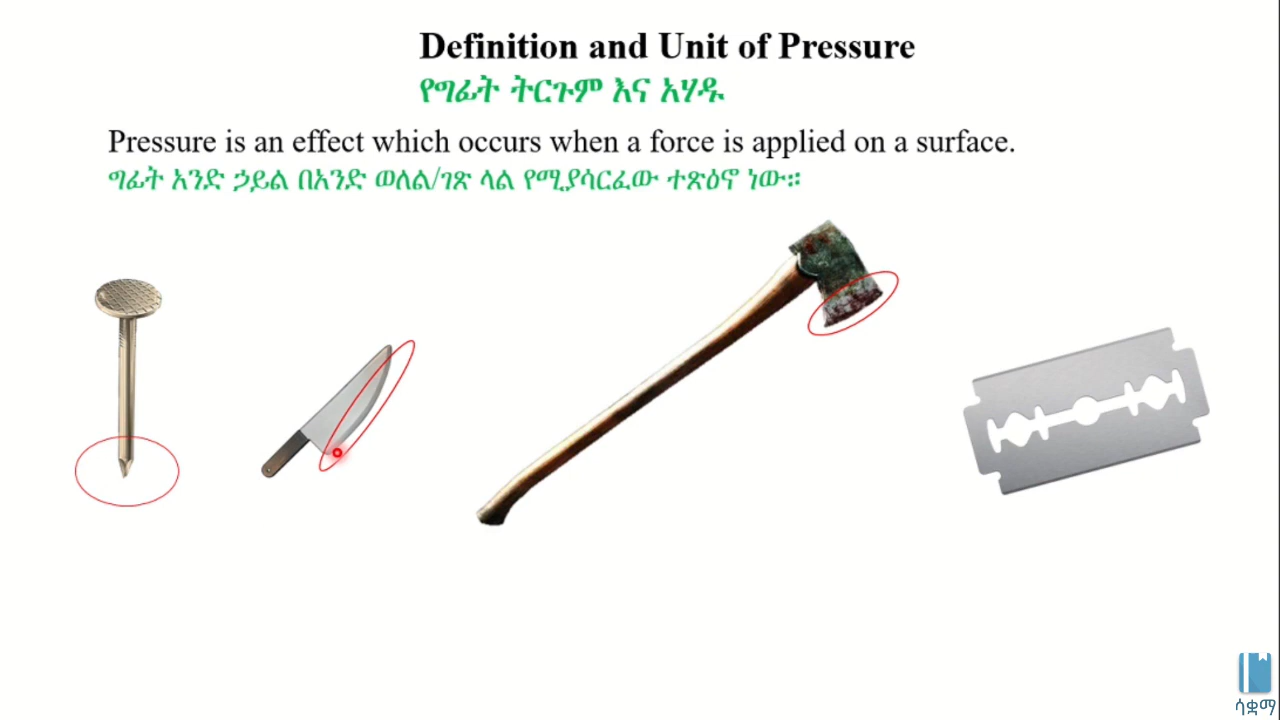 Definition and Unit of Pressure
የግፊት ትርጉም እና አሃዱ
Pressure is an effect which occurs when a force is applied on a surface.
ግፊት አንድ ኃይል በአንድ ወለል/ገጽ ላል የሚያሳርፈው ተጽዕኖ ነው።
ሳቋማ